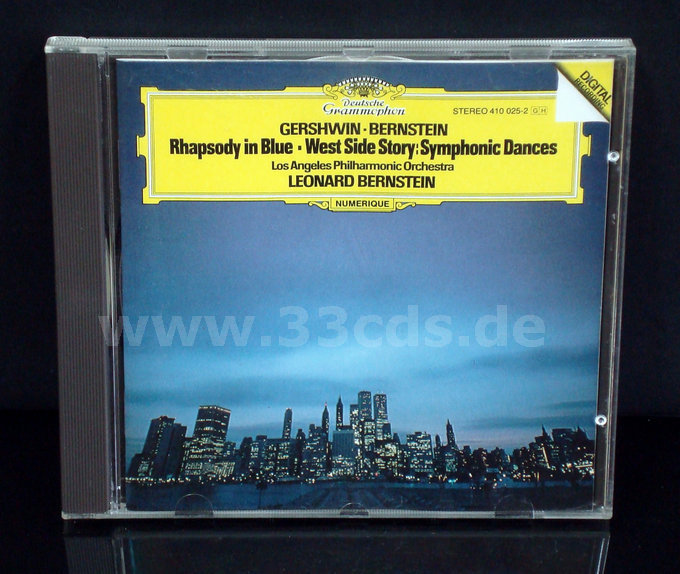 Deutsche
Grammophon
STEREO 410 025-2 GH
DIGITAL
RECORDING
GERSHWIN · BERNSTEIN
Rhapsody in Blue · West Side Story: Symphonic Dances
Los Angeles Philharmonic Orchestra
LEONARD BERNSTEIN
NUMERIQUE
www.33cds.de